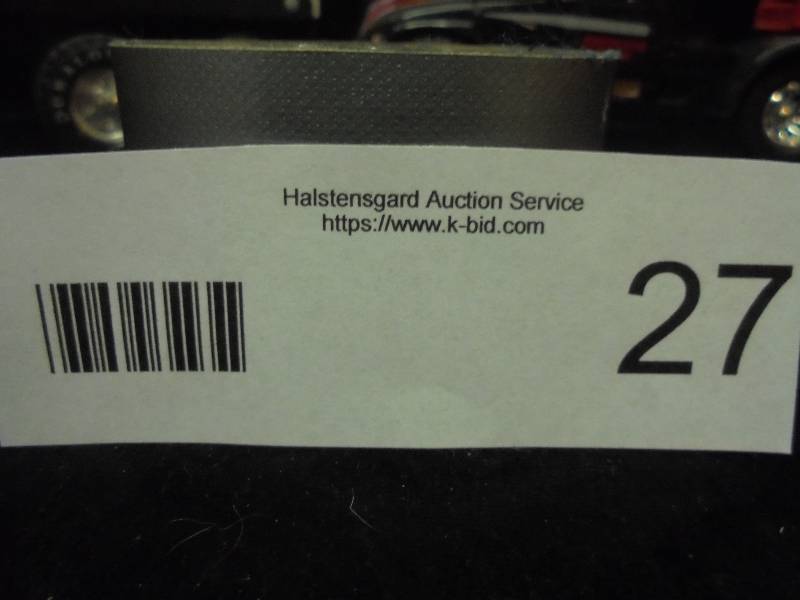 Halstensgard Auction Service
https://www.k-bid.com
27